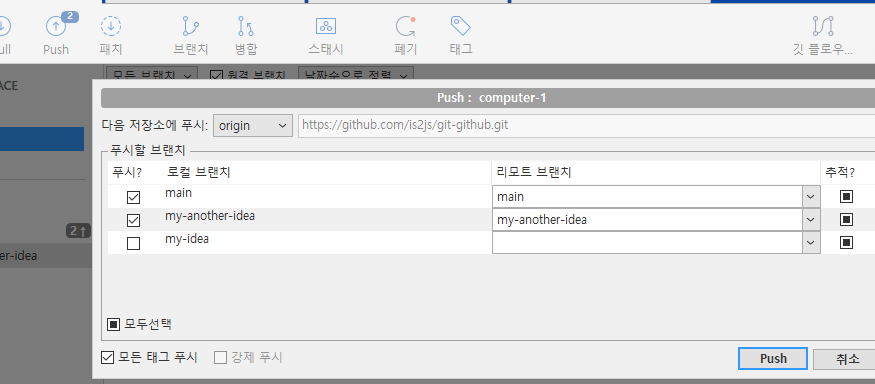 2
Push 패치 브랜치 병합 스태시 폐기 태그 깃 플로우...
모든 브랜치 원격 브랜치 날짜순으로 정렬
Push : computer-1
다음 저장소에 푸시: origin https://github.com/is2js/git-github.git
푸시할 브랜치
푸시? 로컬 브랜치 리모트 브랜치 추적?
main main
my-another-idea my-another-idea
2↑
my-idea
er-idea
모두선택
모든 태그 푸시 강제 푸시 Push 취소